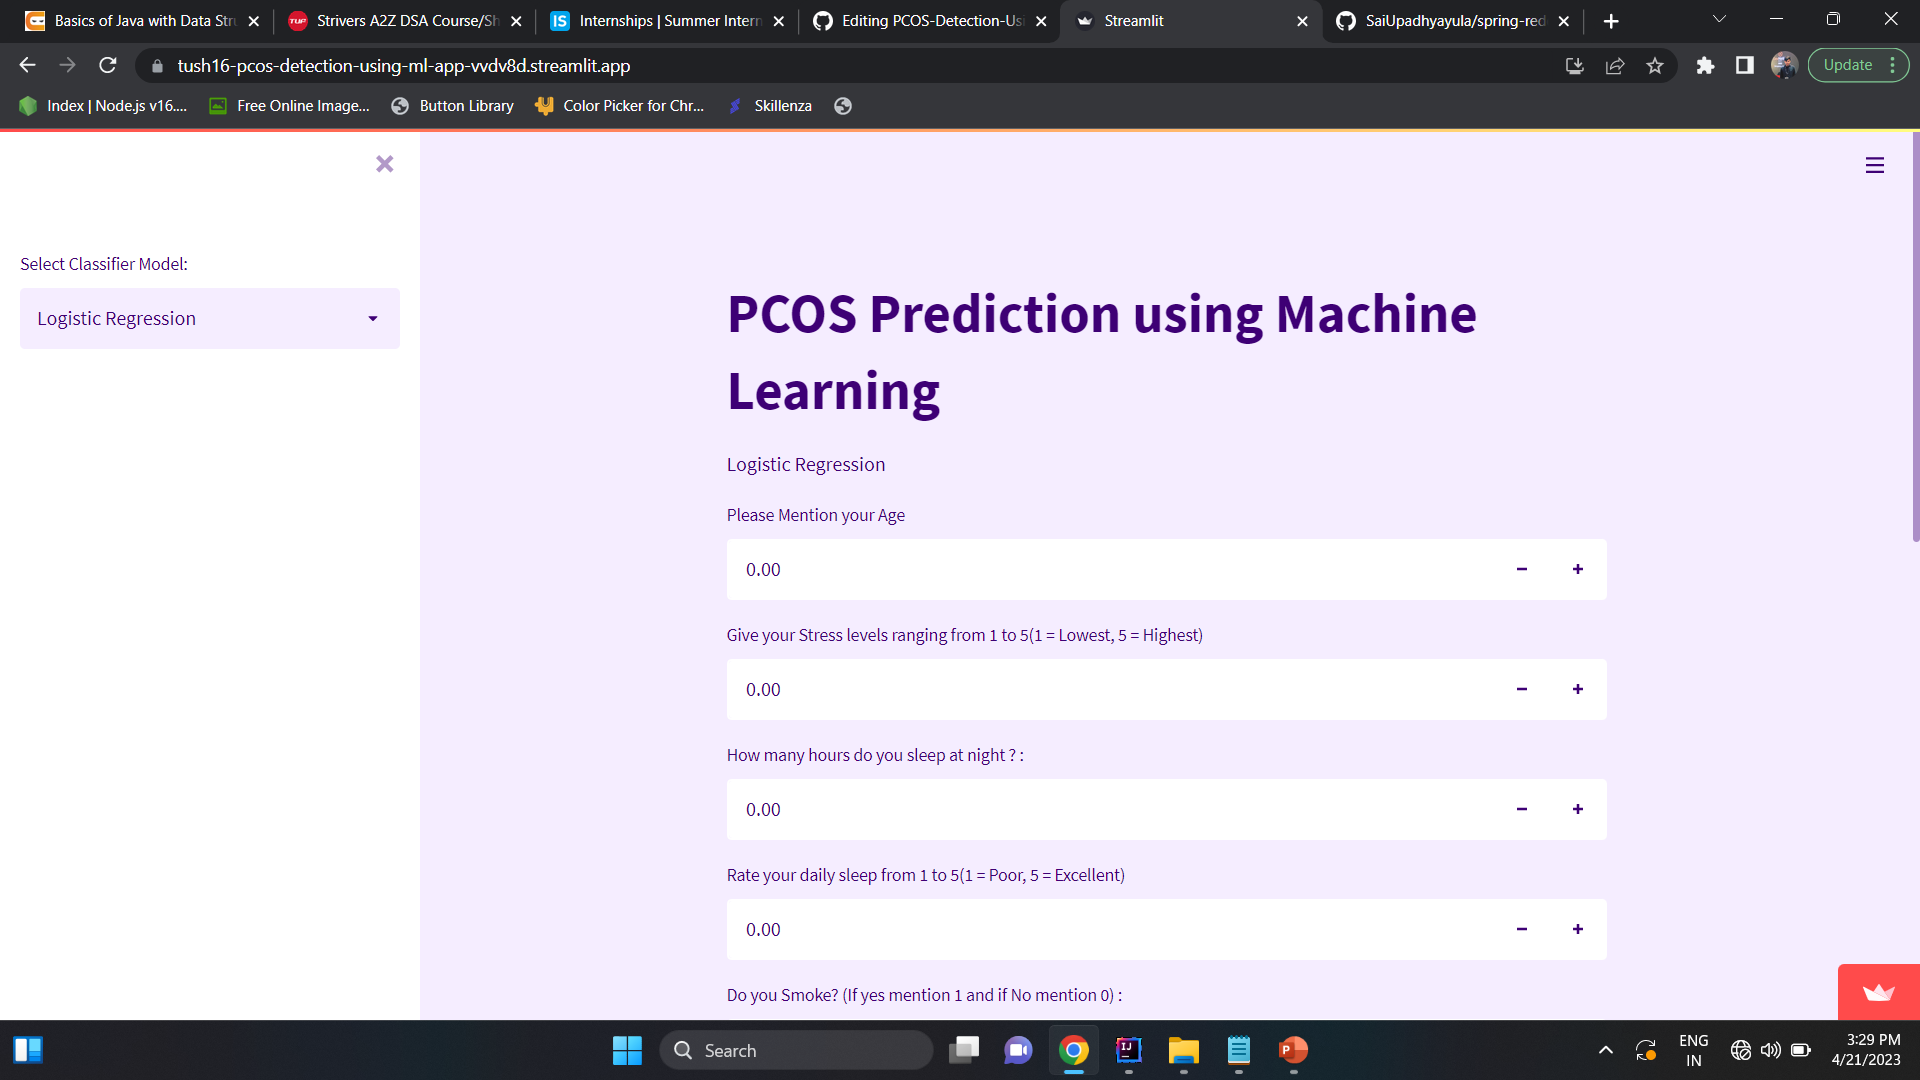 Basics of Java with Data Str
Strivers A2Z DSA Course/Sh
IS Internships | Summer Intern
Editing PCOS-Detection-Usi
Streamlit
SaiUpadhyayula/spring-red
tush16-pcos-detection-using-ml-app-vvdv8d.streamlit.app
Update
Index | Node.js v16....
Free Online Image...
Button Library
Color Picker for Chr...
Skillenza
Select Classifier Model:
Logistic Regression
PCOS Prediction using Machine
Learning
Logistic Regression
Please Mention your Age
0.00
Give your Stress levels ranging from 1 to 5(1 = Lowest, 5 = Highest)
0.00
How many hours do you sleep at night ? :
0.00
Rate your daily sleep from 1 to 5(1 = Poor, 5 = Excellent)
0.00
Do you Smoke? (If yes mention 1 and if No mention 0) :
Search
ENG
IN
3:29 PM
4/21/2023